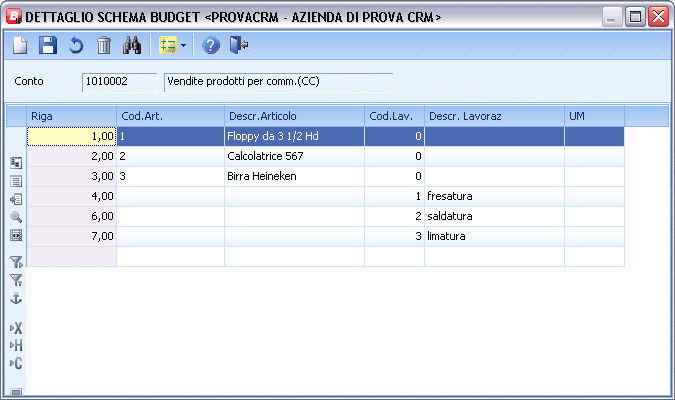 DETTAGLIO SCHEMA BUDGET <PROVACRM - AZIENDA DI PROVA CRM>
Conto 1010002 Vendite prodotti per comm.(CC)
Riga Cod.Art. Descr.Articolo Cod.Lav. Descr. Lavoraz UM
1,00 1 Floppy da 3 1/2 Hd 0
2,00 2 Calcolatrice 567 0
3,00 3 Birra Heineken 0
4,00 1 fresatura
6,00 2 saldatura
7,00 3 limatura
X
H
C